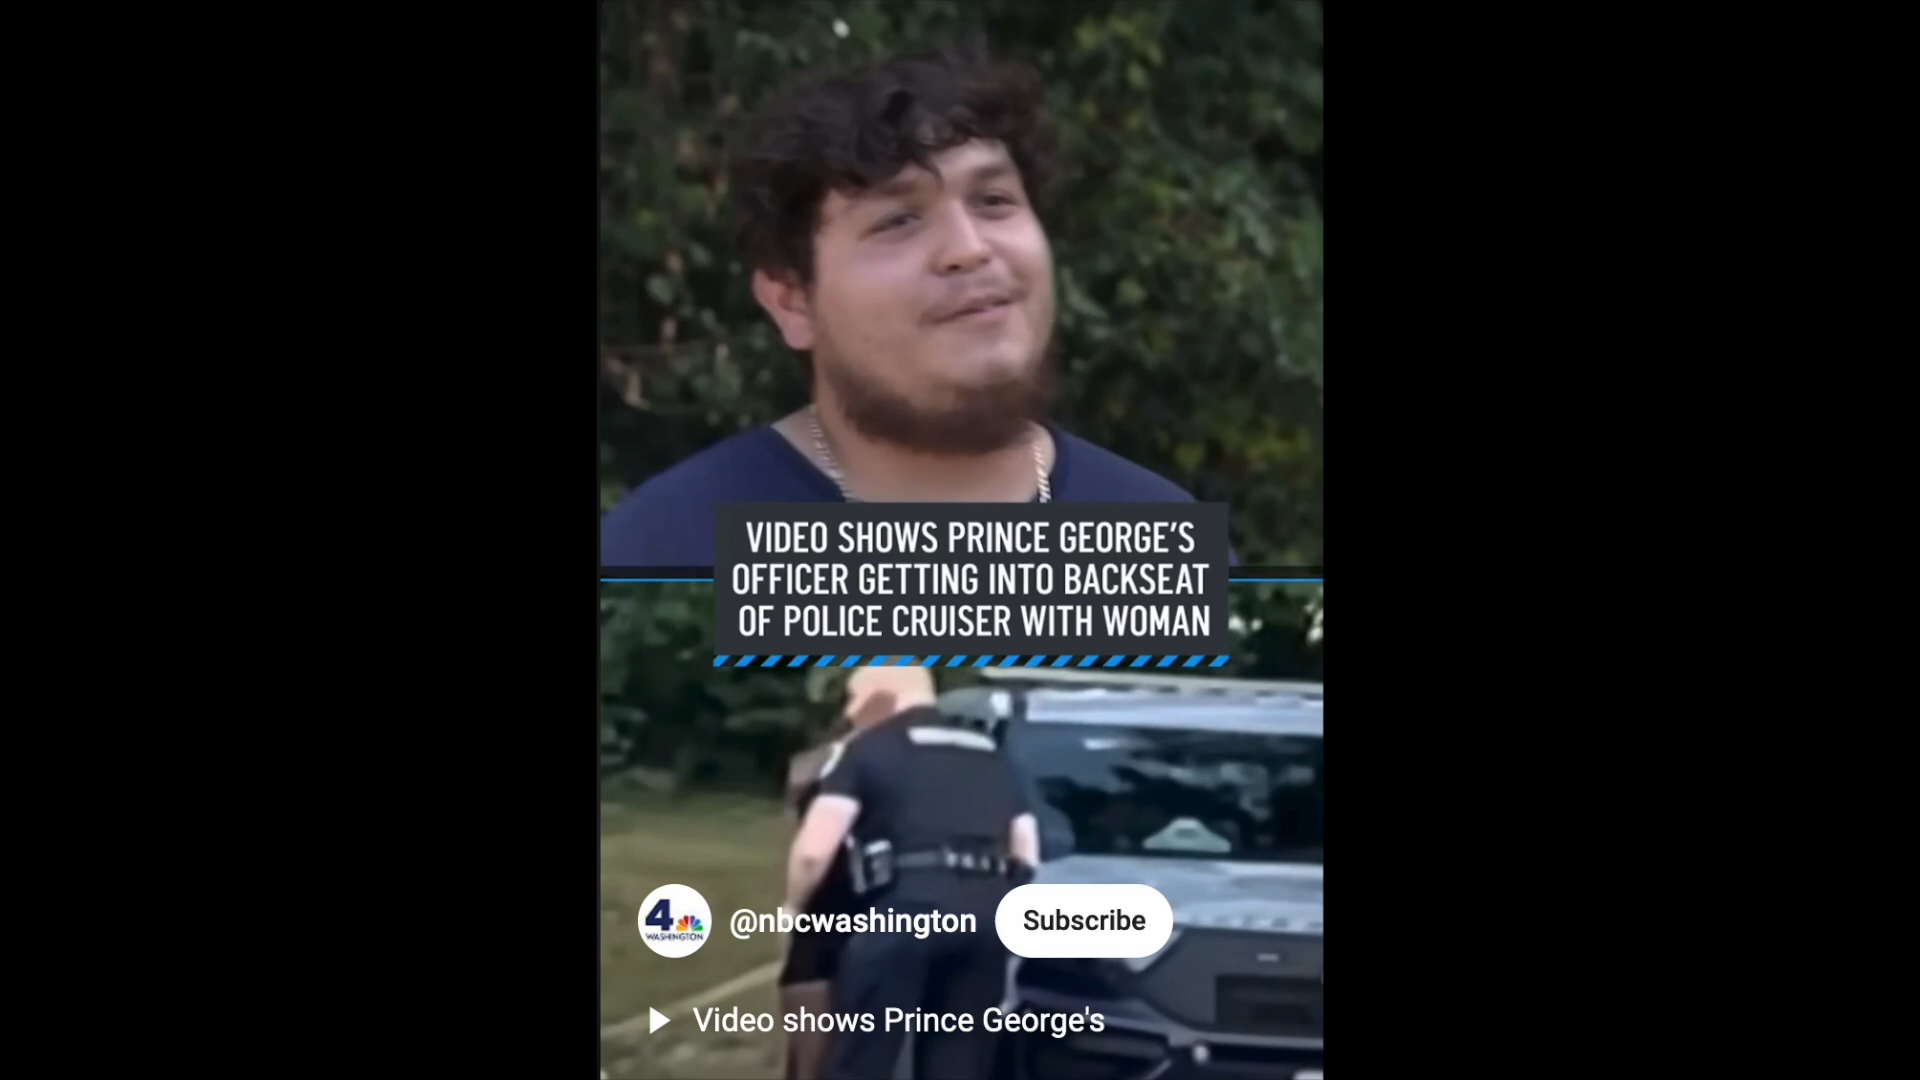 VIDEO SHOWS PRINCE GEORGE'S
OFFICER GETTING INTO BACKSEAT
OF POLICE CRUISER WITH WOMAN
4
WASHINGTON
@nbcwashington
Subscribe
Video shows Prince George's